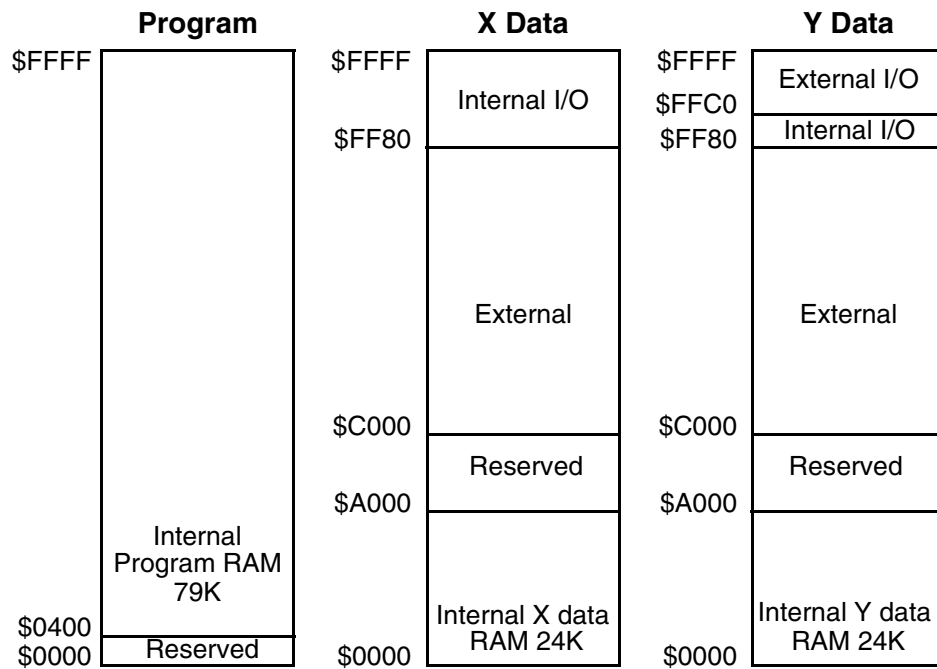 Program
$FFFF
Internal
Program RAM
79K
$0400
Reserved
$0000
X Data
$FFFF
Internal I/O
$FF80
External
$C000
Reserved
$A000
Internal X data
RAM 24K
$0000
Y Data
$FFFF
External I/O
$FFC0
Internal I/O
$FF80
External
$C000
Reserved
$A000
Internal Y data
RAM 24K
$0000